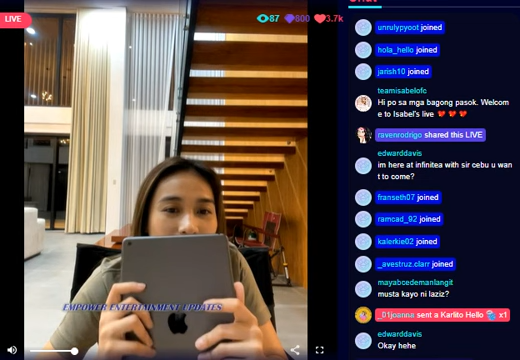 LIVE
87 800 3.7k
Chat
unrulypyoot joined
hola_hello joined
jarish10 joined
teamisabelofc
Hi po sa mga bagong pasok. Welcom
e to Isabel's live
ravenrodrigo shared this LIVE
edwarddavis
im here at infinitea with sir cebu u wan
t to come?
franseth07 joined
ramcad_92 joined
kalerkie02 joined
_avestruz.clarr joined
mayaboedemanlangit
musta kayo ni laziz?
_01joanna sent a Karlito Hello x1
edwarddavis
Okay hehe
EMPOWER ENTERTAINMENT UPDATES